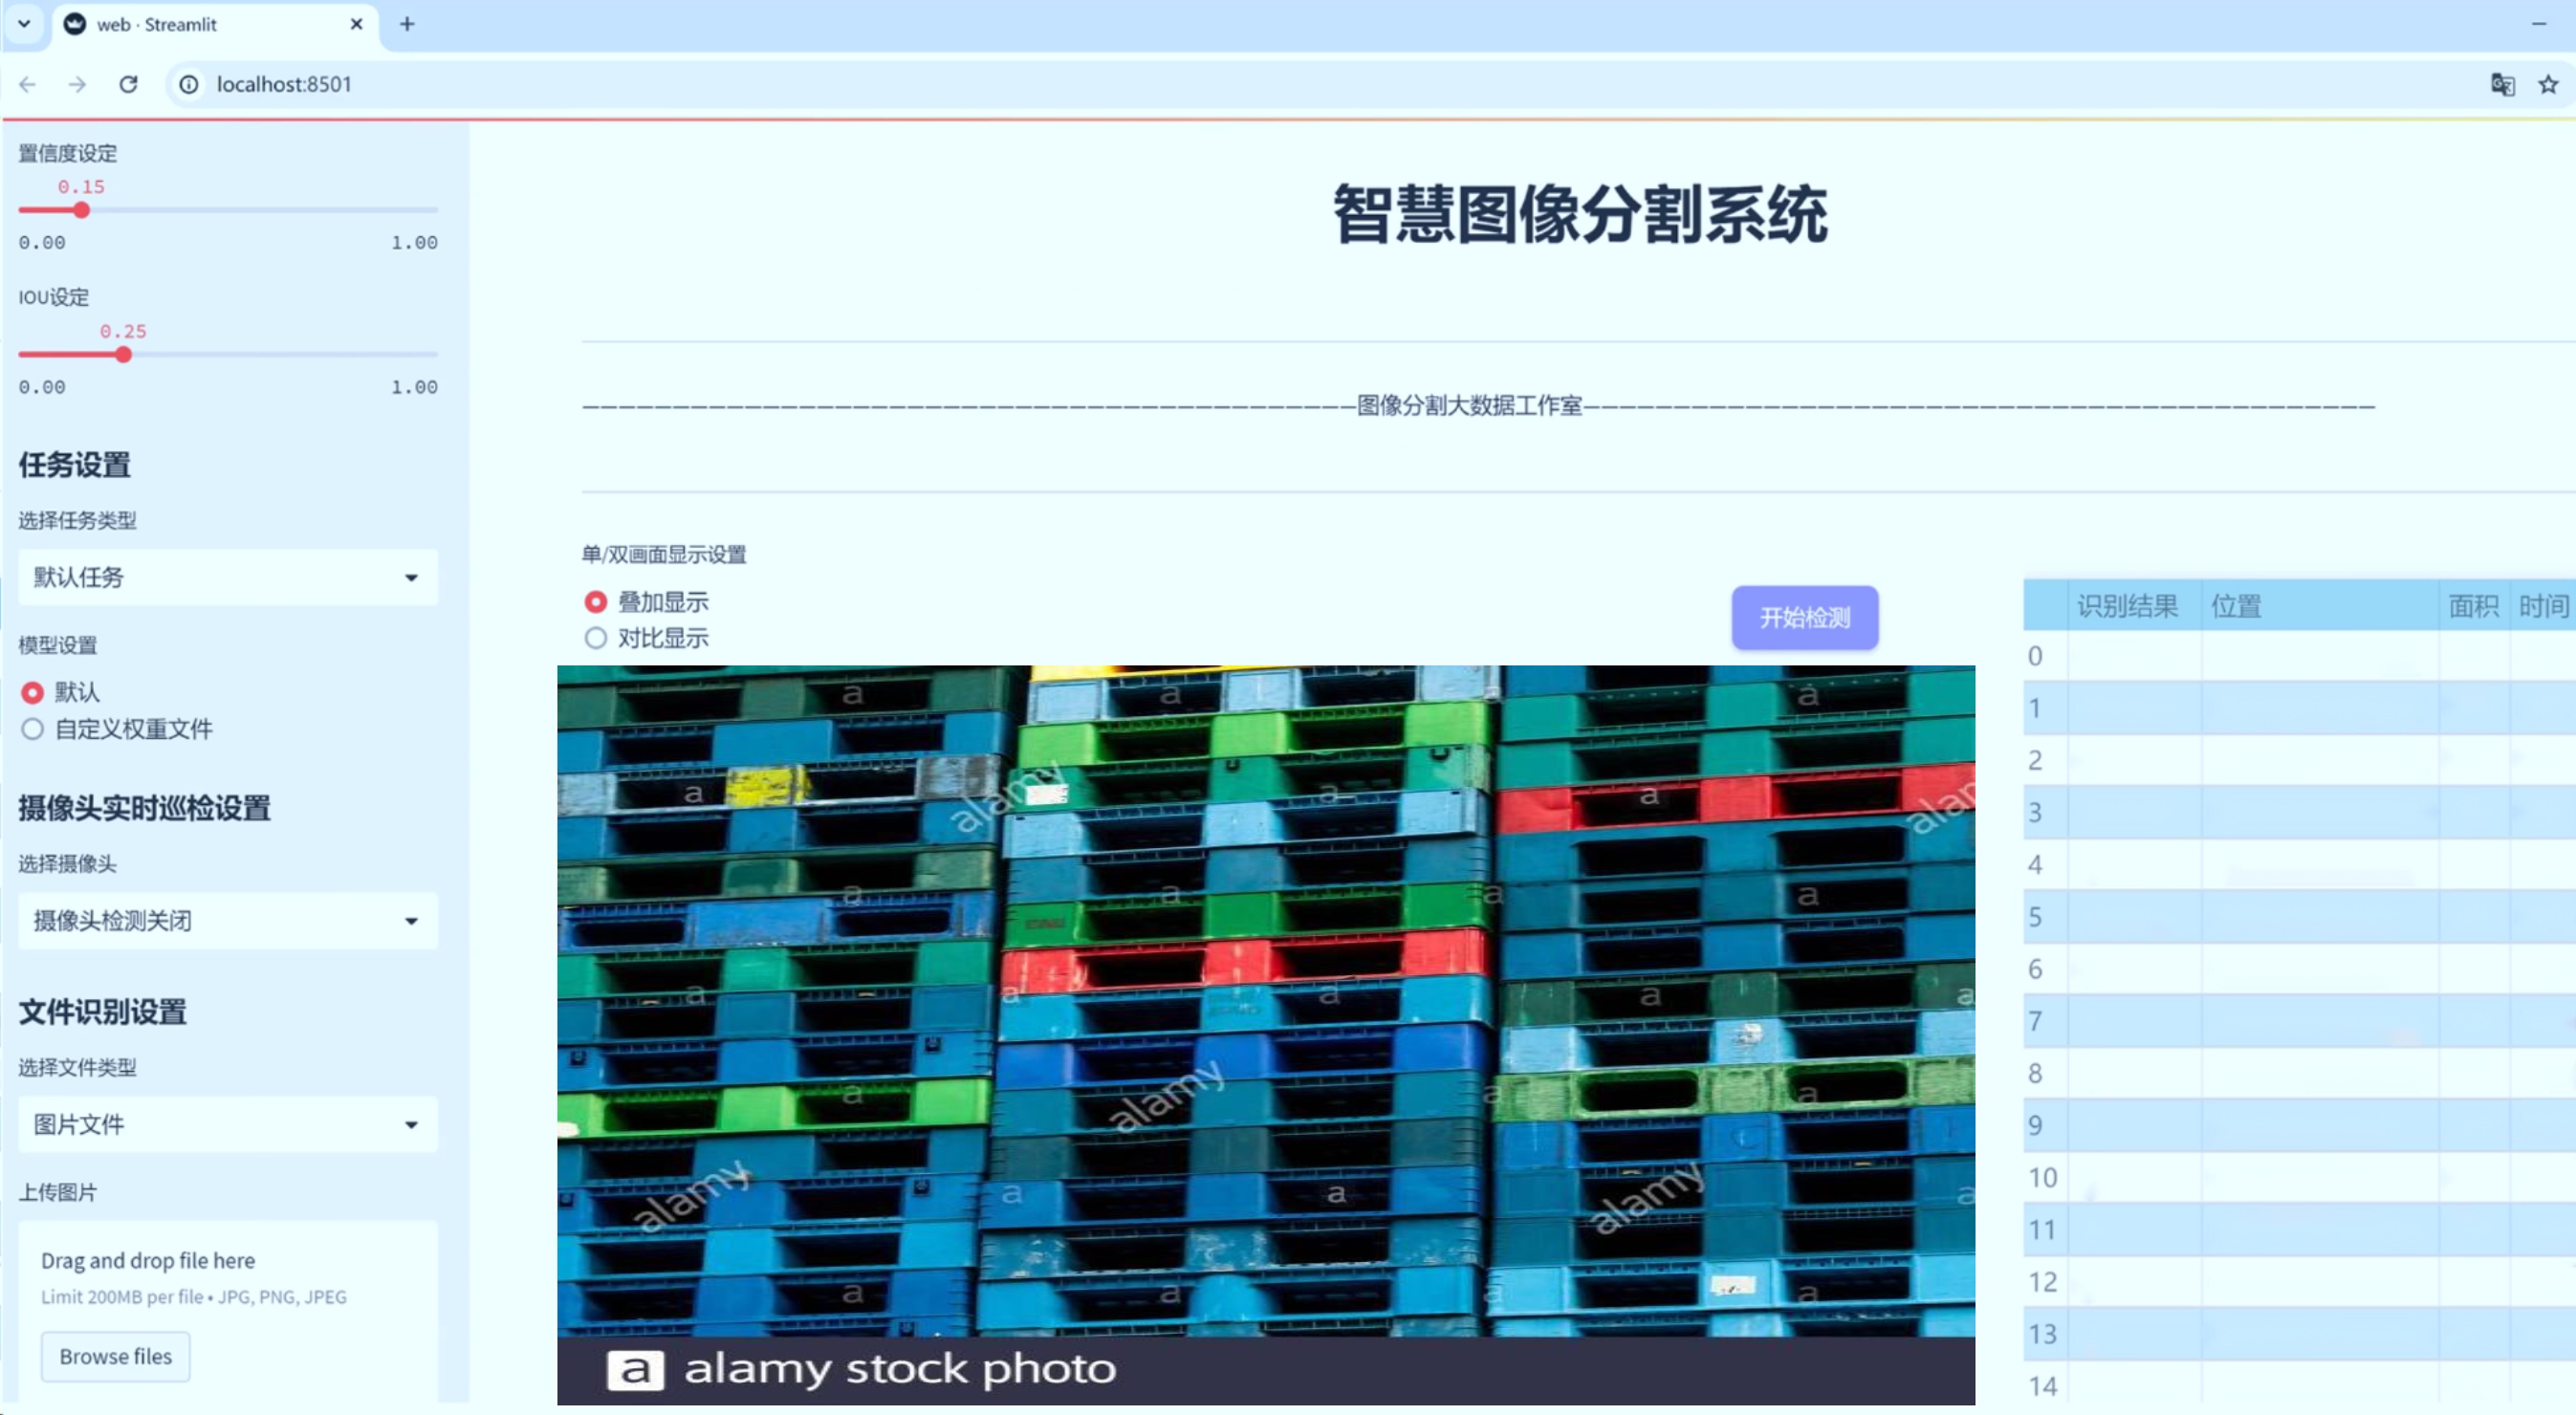 web · Streamlit
localhost:8501
置信度设定
0.15
0.00 1.00
IOU设定
0.25
0.00 1.00
任务设置
选择任务类型
默认任务
模型设置
默认
自定义权重文件
摄像头实时巡检设置
选择摄像头
摄像头检测关闭
文件识别设置
选择文件类型
图片文件
上传图片
Drag and drop file here
Limit 200MB per file • JPG, PNG, JPEG
Browse files
智慧图像分割系统
图像分割大数据工作室
单/双画面显示设置
叠加显示
对比显示
开始检测
alamy
alamy
alamy
alamy
alamy
a alamy stock photo
识别结果 位置 面积 时间
0
1
2
3
4
5
6
7
8
9
10
11
12
13
14